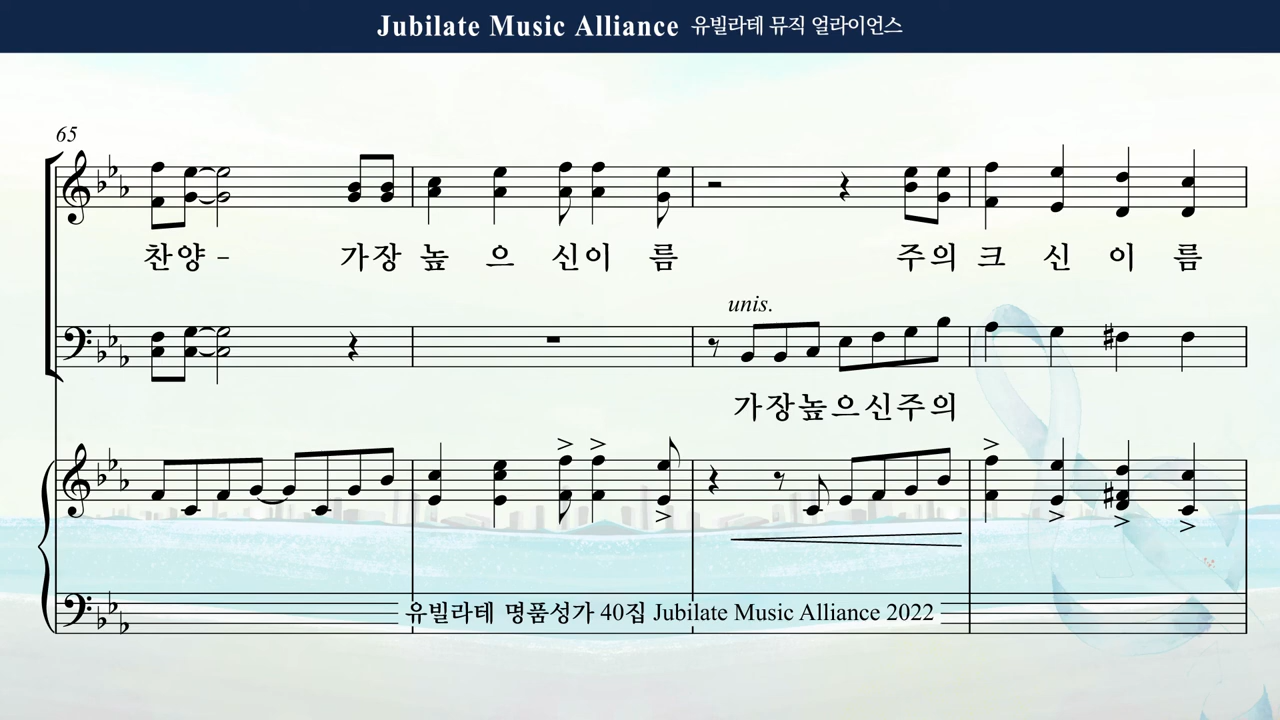 Jubilate Music Alliance 유빌라테 뮤직 얼라이언스
65
찬양- 가장 높 으 신이 름 주의 크 신 이 름
unis.
가장높으신주의
유빌라테 명품성가 40집 Jubilate Music Alliance 2022